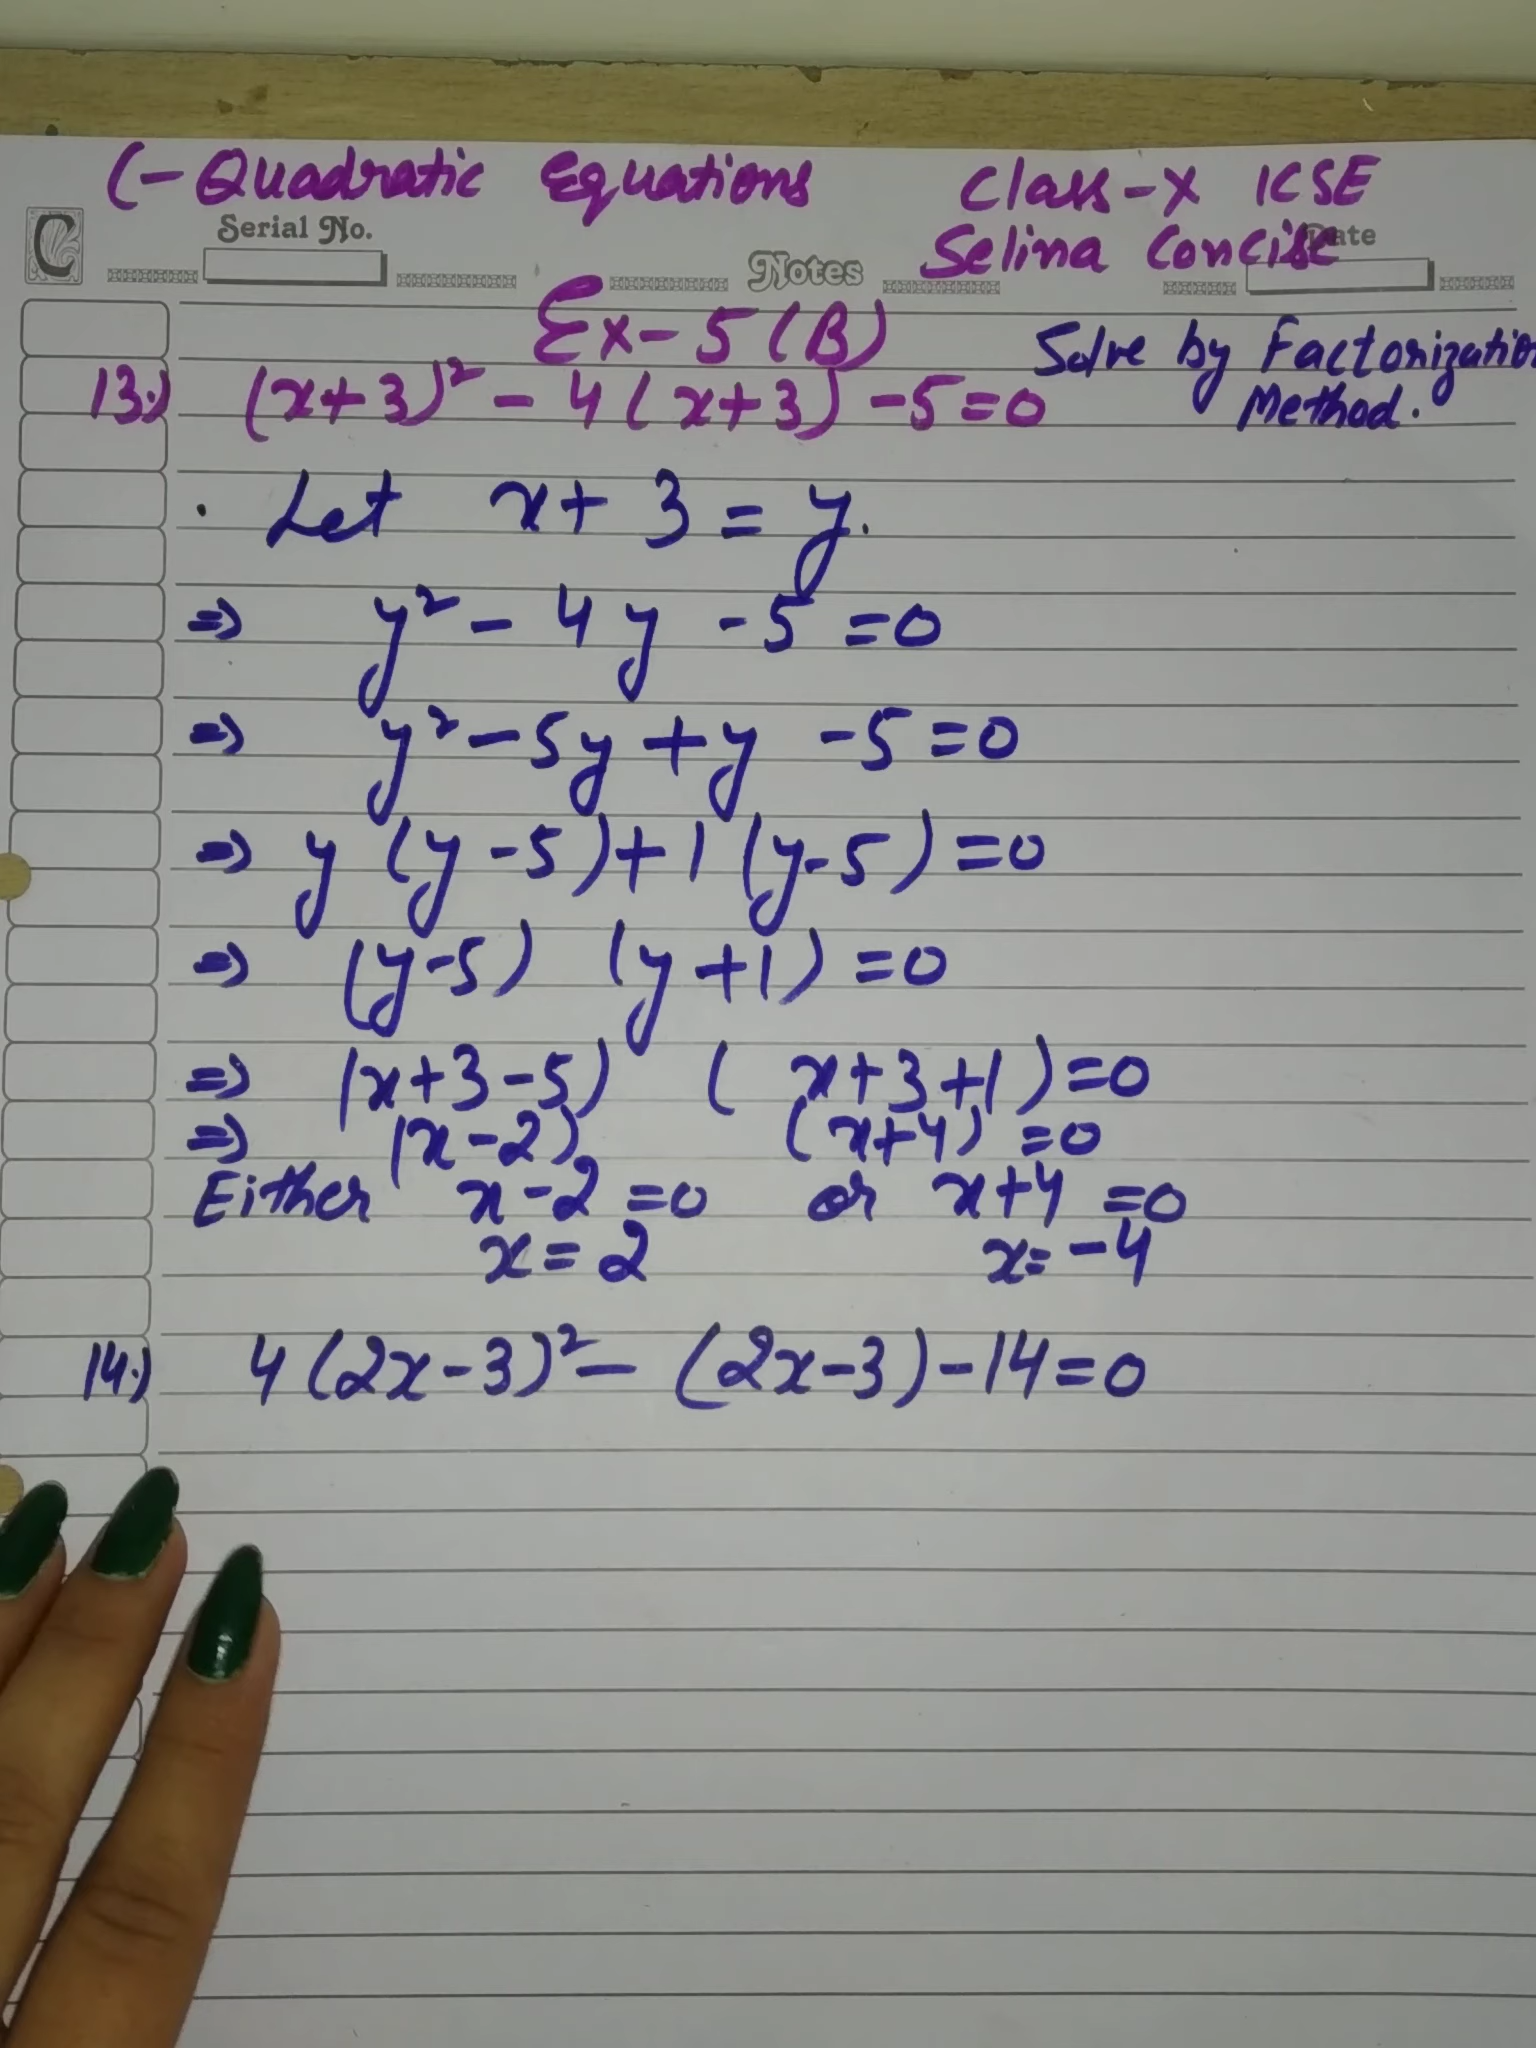 C- Quadratic Equations Class-X ICSE
Serial No. Notes Selina Concise Date
Ex-5(B) Solve by Factorization Method.
13.) (x+3)² - 4(x+3) -5=0
. Let x+3=y.
⇒ y² - 4y -5 =0
⇒ y² -5y +y -5=0
⇒ y (y-5)+1(y-5)=0
⇒ (y-5) (y+1)=0
⇒ (x+3-5) (x+3+1)=0
⇒ (x-2) (x+4) =0
Either x-2=0 or x+4=0
x=2 x=-4
14.) 4(2x-3)² - (2x-3)-14=0